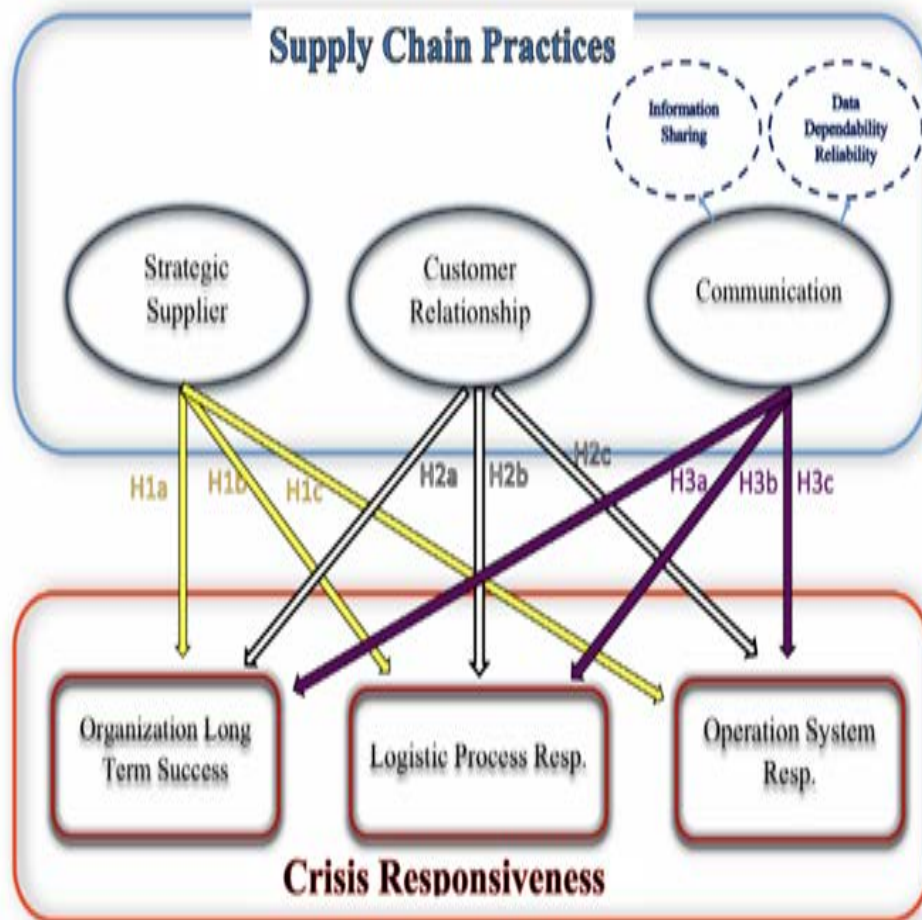 Supply Chain Practices
Information
Sharing
Data
Dependability
Reliability
Strategic
Supplier
Customer
Relationship
Communication
H1a
H1b
H1c
H2a
H2b
H2c
H3a
H3b
H3c
Organization Long
Term Success
Logistic Process Resp.
Operation System
Resp.
Crisis Responsiveness